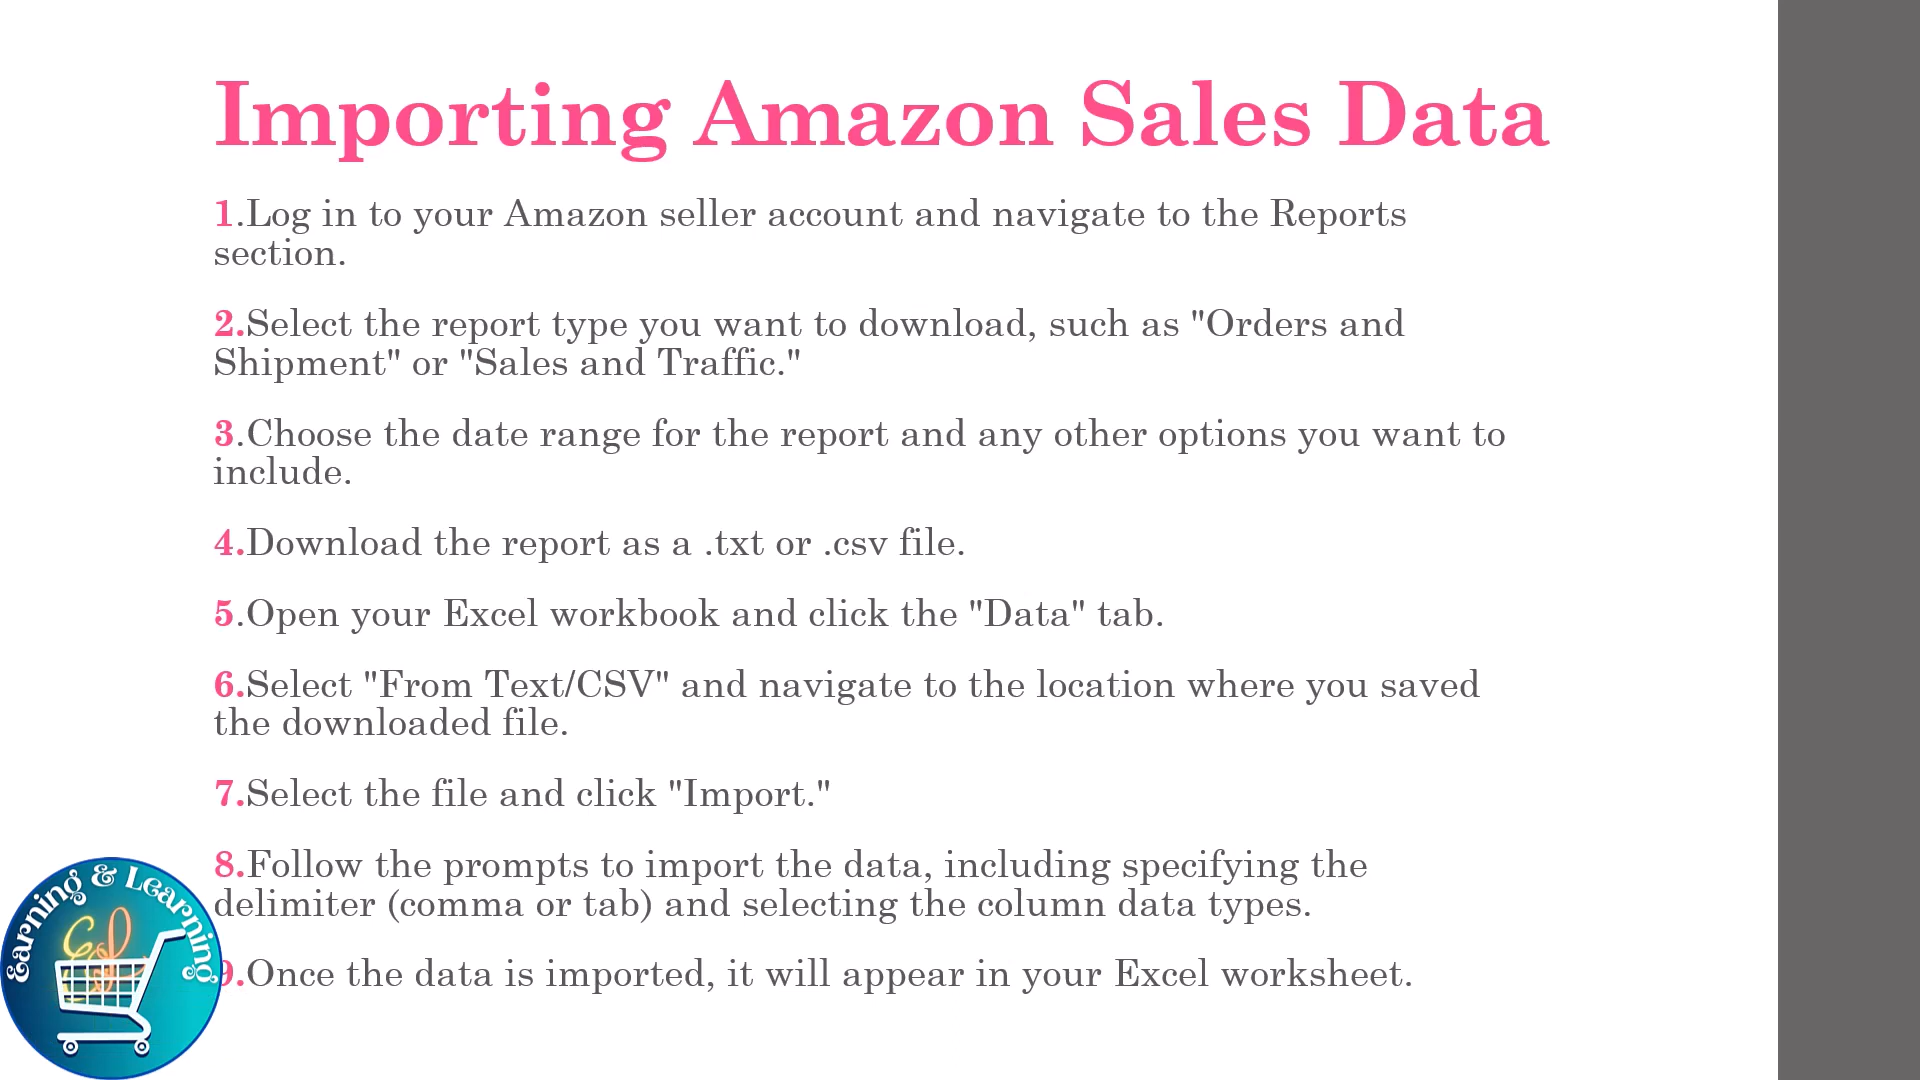 Importing Amazon Sales Data
1.Log in to your Amazon seller account and navigate to the Reports
section.
2.Select the report type you want to download, such as "Orders and
Shipment" or "Sales and Traffic."
3.Choose the date range for the report and any other options you want to
include.
4.Download the report as a .txt or .csv file.
5.Open your Excel workbook and click the "Data" tab.
6.Select "From Text/CSV" and navigate to the location where you saved
the downloaded file.
7.Select the file and click "Import."
8.Follow the prompts to import the data, including specifying the
delimiter (comma or tab) and selecting the column data types.
9.Once the data is imported, it will appear in your Excel worksheet.
Earning & Learning